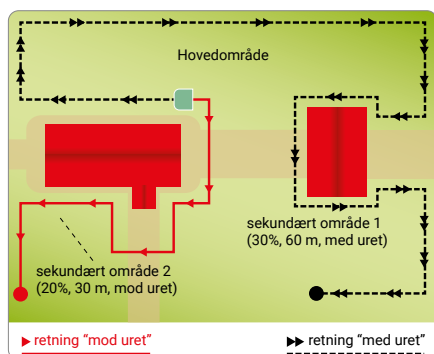 Hovedområde
sekundært område 1
(30%, 60 m, med uret)
sekundært område 2
(20%, 30 m, mod uret)
retning “mod uret”
retning “med uret”